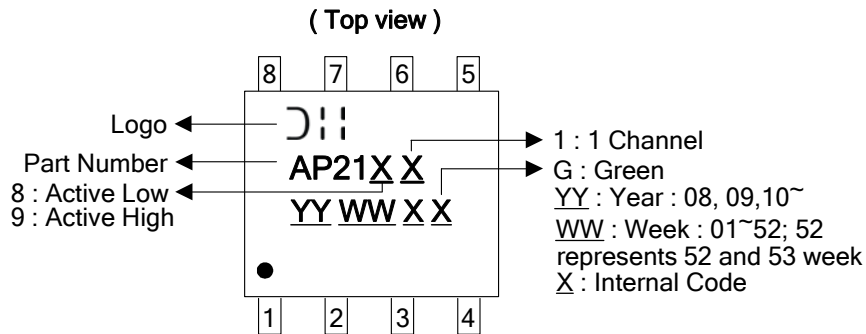 ( Top view )
8 7 6 5
Logo
Part Number
8 : Active Low
9 : Active High
AP21X X
YY WW X X
1 : 1 Channel
G : Green
YY : Year : 08, 09,10~
WW : Week : 01~52; 52
represents 52 and 53 week
X : Internal Code
1 2 3 4